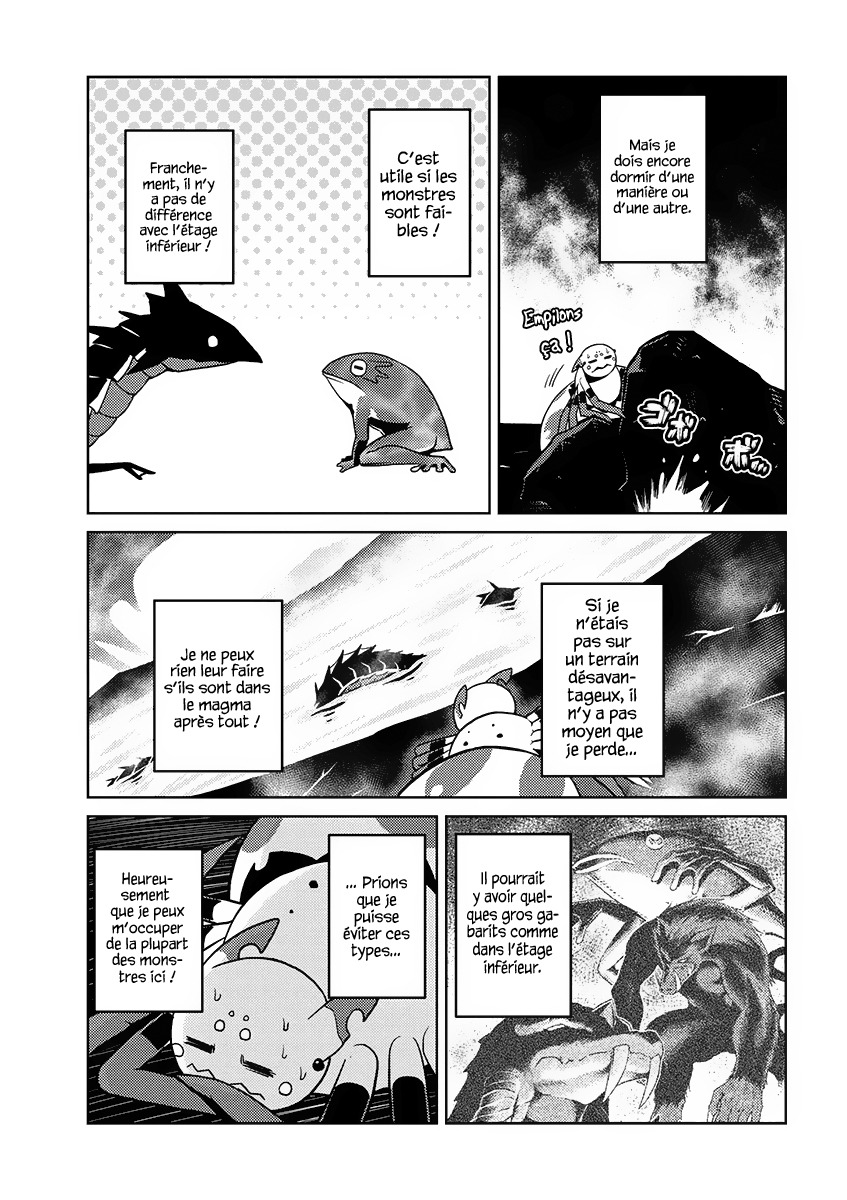 Mais je
dois encore
dormir d'une
manière ou
d'une autre.
Empilons
ça !
ゴポ
ボ…
C'est
utile si les
monstres
sont fai-
bles !
Franche-
ment, il n'y
a pas de
différence
avec l'étage
inférieur !
Si je
n'étais
pas sur
un terrain
désavan-
tageux, il
n'y a pas
moyen que
je perde...
Je ne peux
rien leur faire
s'ils sont dans
le magma
après tout !
Il pourrait
y avoir quel-
ques gros ga-
barits comme
dans l'étage
inférieur.
... Prions
que je
puisse
éviter ces
types...
Heureu-
sement
que je peux
m'occuper
de la plupart
des mons-
tres ici !